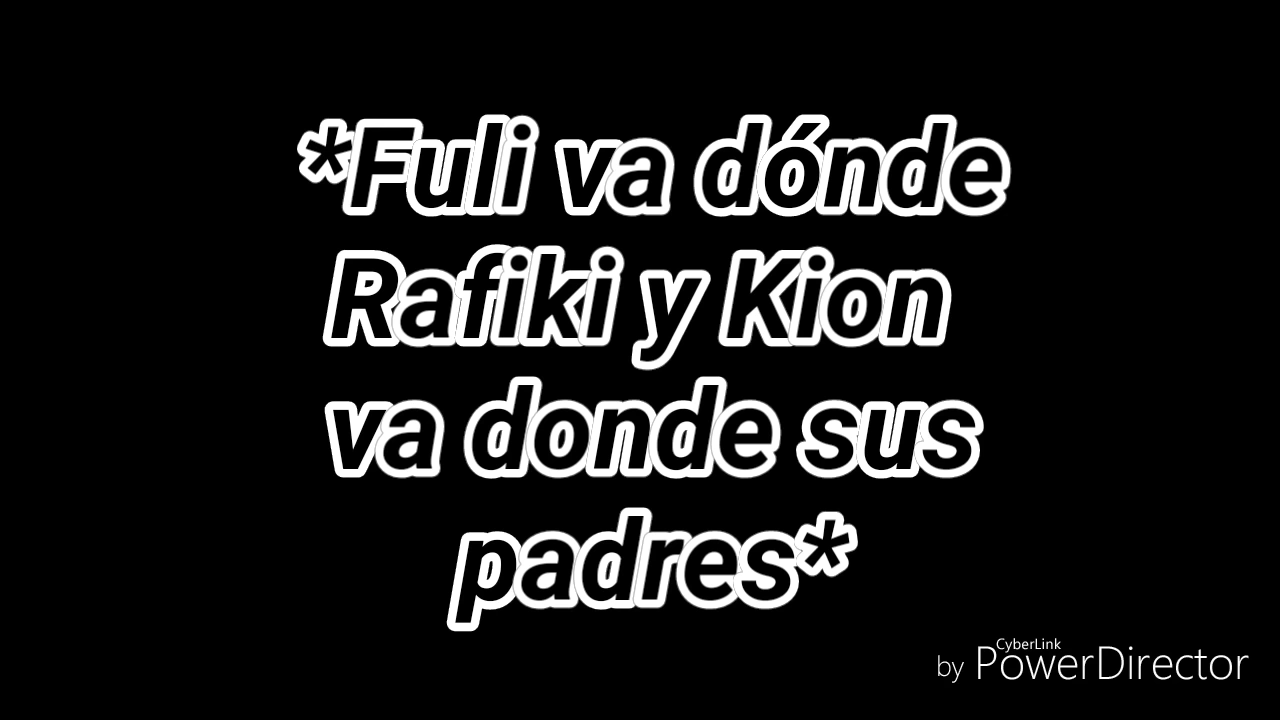 *Fuli va dónde
Rafiki y Kion
va donde sus
padres*
CyberLink
by PowerDirector